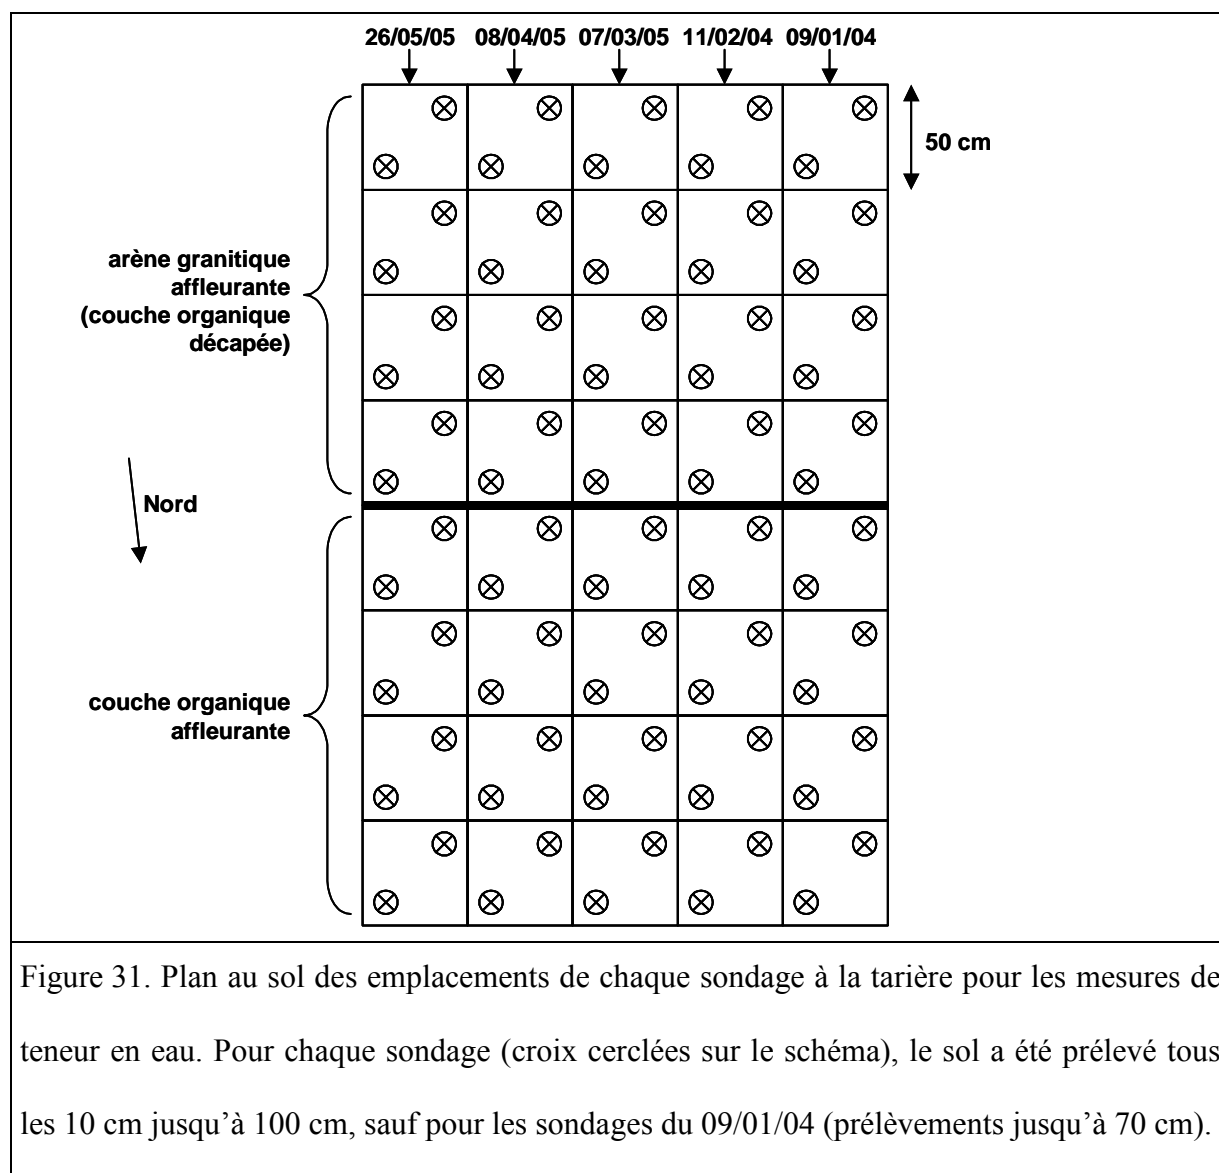 26/05/05 08/04/05 07/03/05 11/02/04 09/01/04
50 cm
arène granitique
affleurante
(couche organique
décapée)
Nord
couche organique
affleurante
Figure 31. Plan au sol des emplacements de chaque sondage à la tarière pour les mesures de
teneur en eau. Pour chaque sondage (croix cerclées sur le schéma), le sol a été prélevé tous
les 10 cm jusqu’à 100 cm, sauf pour les sondages du 09/01/04 (prélèvements jusqu’à 70 cm).